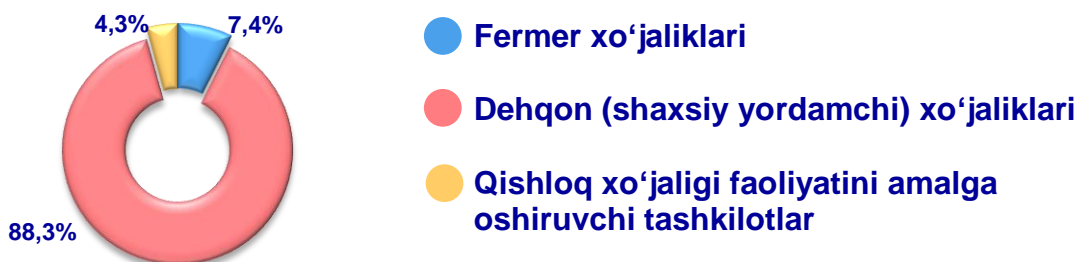 4,3%
7,4%
88,3%
Fermer xo‘jaliklari
Dehqon (shaxsiy yordamchi) xo‘jaliklari
Qishloq xo‘jaligi faoliyatini amalga
oshiruvchi tashkilotlar